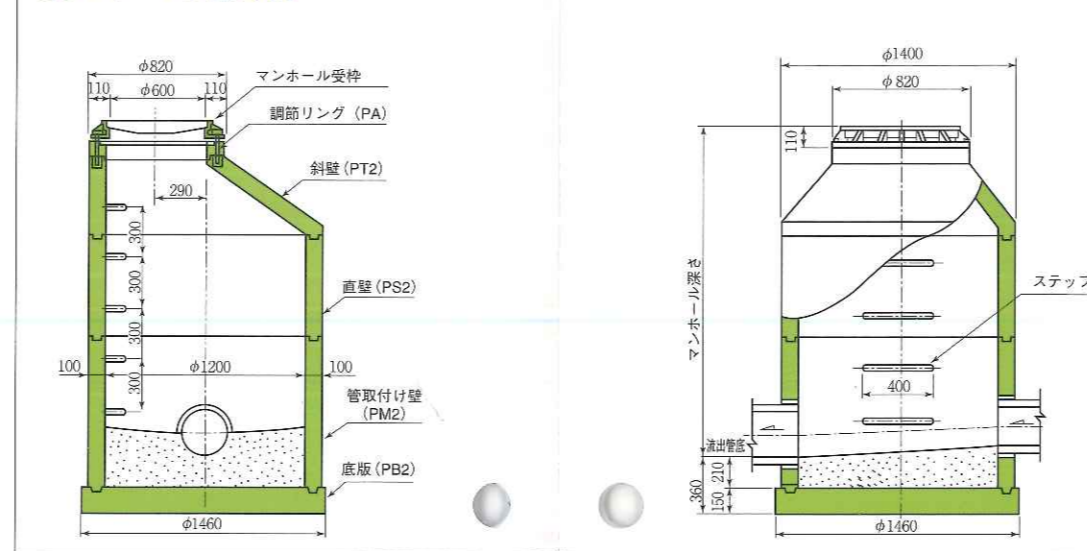 φ820
110
φ600
110
マンホール受枠
調節リング (PA)
斜壁(PT2)
290
300
300
300
300
直壁(PS2)
100
φ1200
100
管取付け壁
(PM2)
底版(PB2)
φ1460
φ1400
φ820
110
マンホール深さ
ステップ
400
流出管底
360
210
150
φ1460